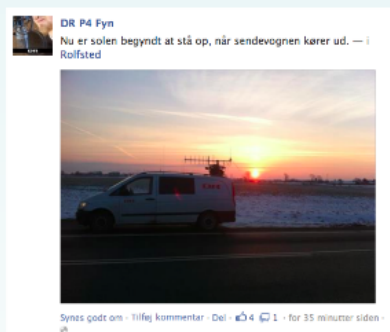 DR P4 Fyn
Nu er solen begyndt at stå op, når sendevognen kører ud. — i
Rolfsted
Synes godt om · Tilføj kommentar · Del · 4 1 · for 35 minutter siden ·